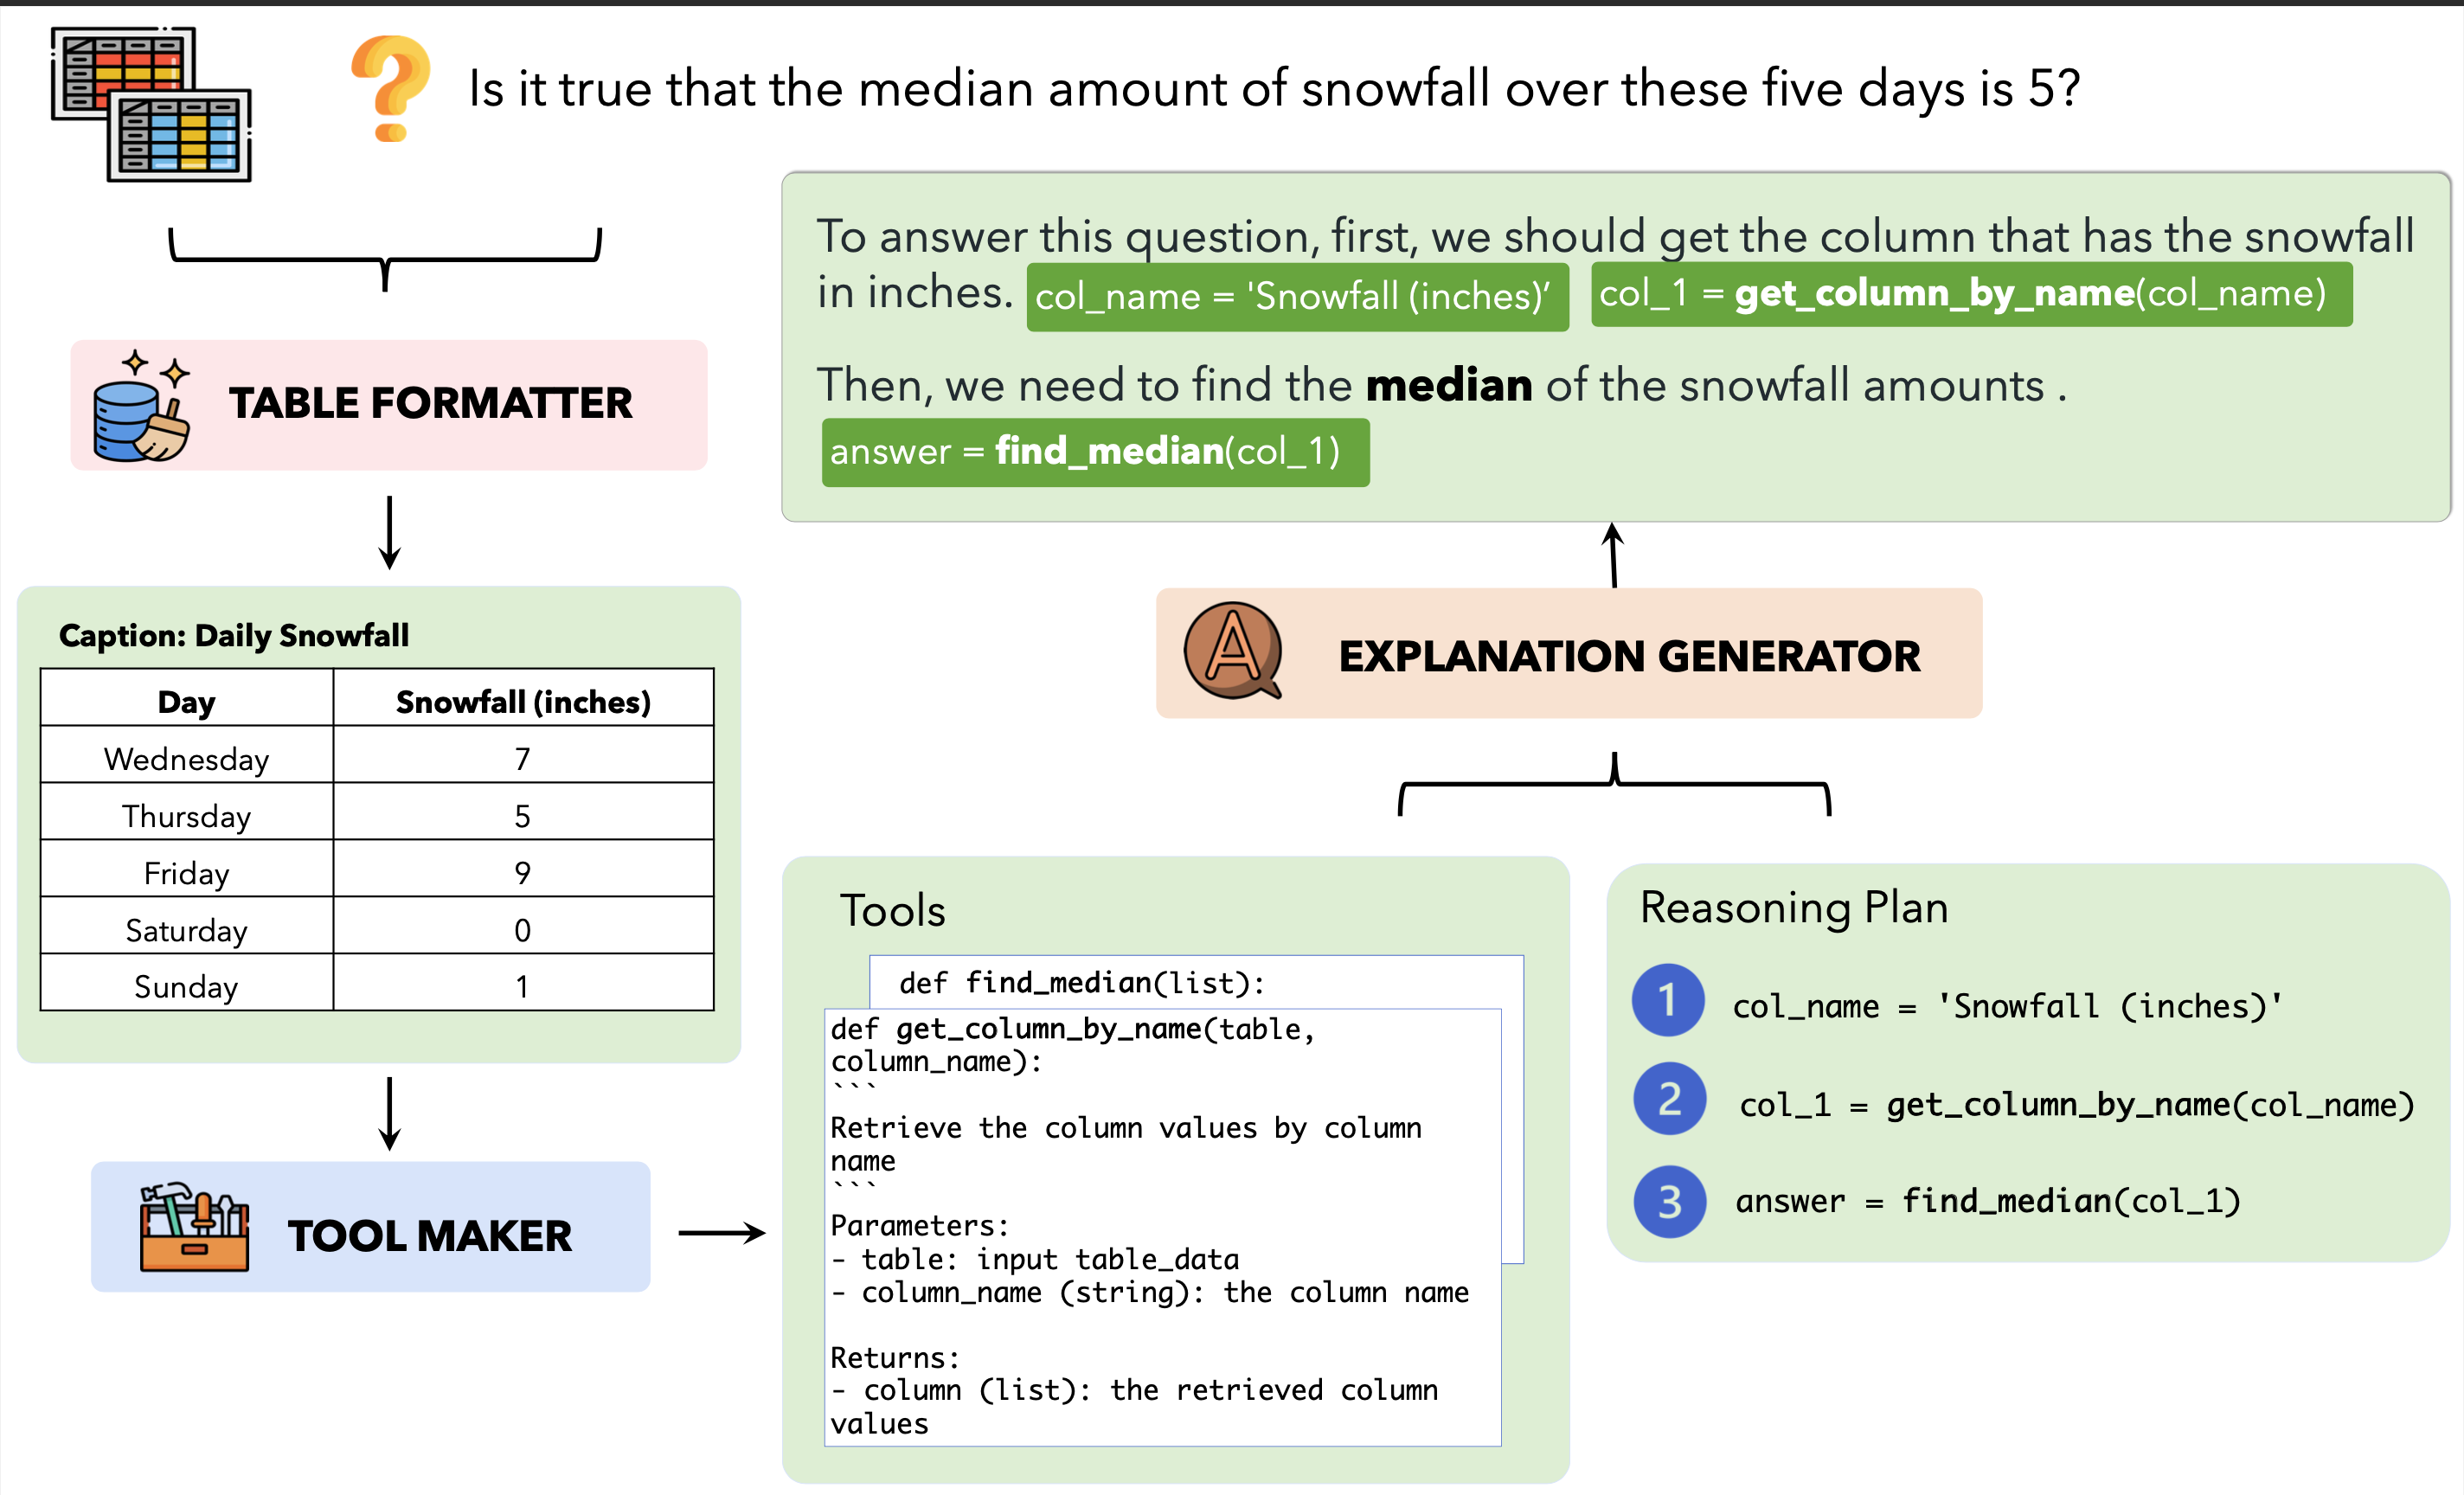 Is it true that the median amount of snowfall over these five days is 5?
To answer this question, first, we should get the column that has the snowfall
in inches. col_name = 'Snowfall (inches)’ col_1 = get_column_by_name(col_name)
Then, we need to find the median of the snowfall amounts .
answer = find_median(col_1)
TABLE FORMATTER
Caption: Daily Snowfall
Day Snowfall (inches)
Wednesday 7
Thursday 5
Friday 9
Saturday 0
Sunday 1
TOOL MAKER
A
EXPLANATION GENERATOR
Tools
def find_median(list):
def get_column_by_name(table,
column_name):
```
Retrieve the column values by column
name
```
Parameters:
- table: input table_data
- column_name (string): the column name
Returns:
- column (list): the retrieved column
values
Reasoning Plan
1 col_name = 'Snowfall (inches)'
2 col_1 = get_column_by_name(col_name)
3 answer = find_median(col_1)